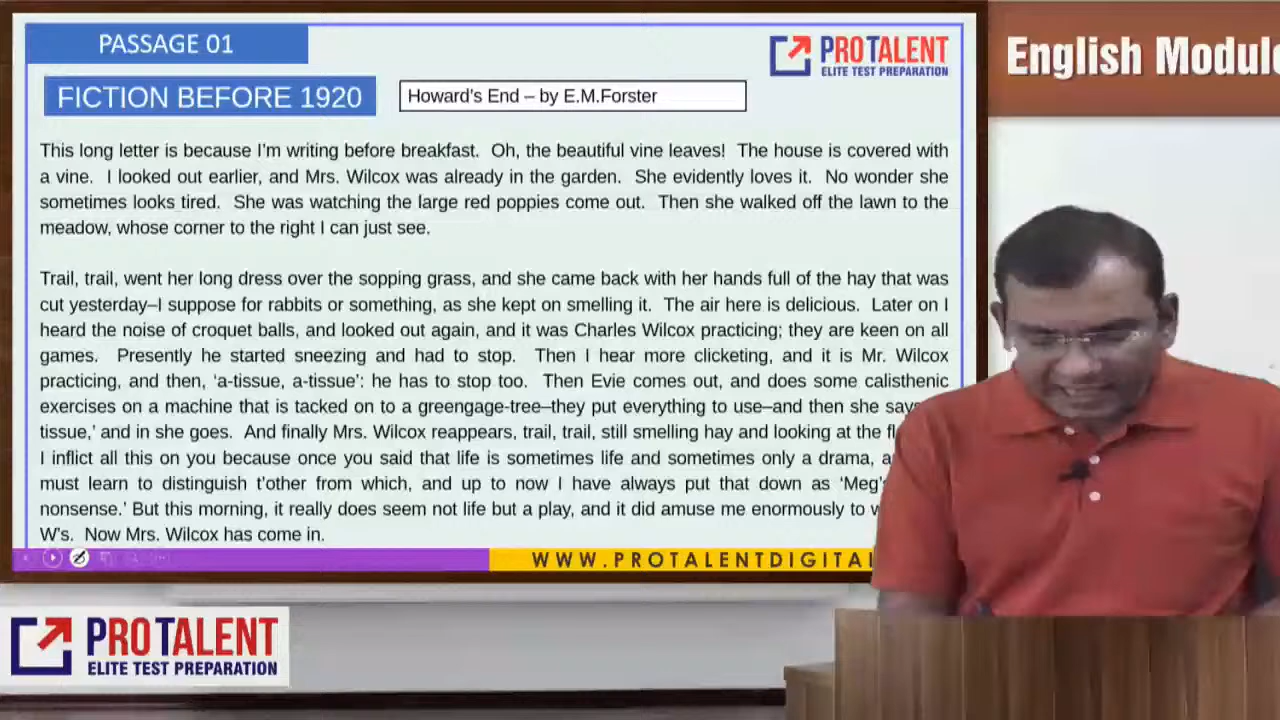 PASSAGE 01
PROTALENT
ELITE TEST PREPARATION
English Module
FICTION BEFORE 1920
Howard's End – by E.M.Forster
This long letter is because I'm writing before breakfast. Oh, the beautiful vine leaves! The house is covered with
a vine. I looked out earlier, and Mrs. Wilcox was already in the garden. She evidently loves it. No wonder she
sometimes looks tired. She was watching the large red poppies come out. Then she walked off the lawn to the
meadow, whose corner to the right I can just see.
Trail, trail, went her long dress over the sopping grass, and she came back with her hands full of the hay that was
cut yesterday–I suppose for rabbits or something, as she kept on smelling it. The air here is delicious. Later on I
heard the noise of croquet balls, and looked out again, and it was Charles Wilcox practicing; they are keen on all
games. Presently he started sneezing and had to stop. Then I hear more clicketing, and it is Mr. Wilcox
practicing, and then, 'a-tissue, a-tissue': he has to stop too. Then Evie comes out, and does some calisthenic
exercises on a machine that is tacked on to a greengage-tree–they put everything to use–and then she
tissue,' and in she goes. And finally Mrs. Wilcox reappears, trail, trail, still smelling hay and looking at the
I inflict all this on you because once you said that life is sometimes life and sometimes only a drama,
must learn to distinguish t'other from which, and up to now I have always put that down as 'Meg's
nonsense.' But this morning, it really does seem not life but a play, and it did amuse me enormously to
W's. Now Mrs. Wilcox has come in.
WWW.PROTALENTDIGITAL
PROTALENT
ELITE TEST PREPARATION